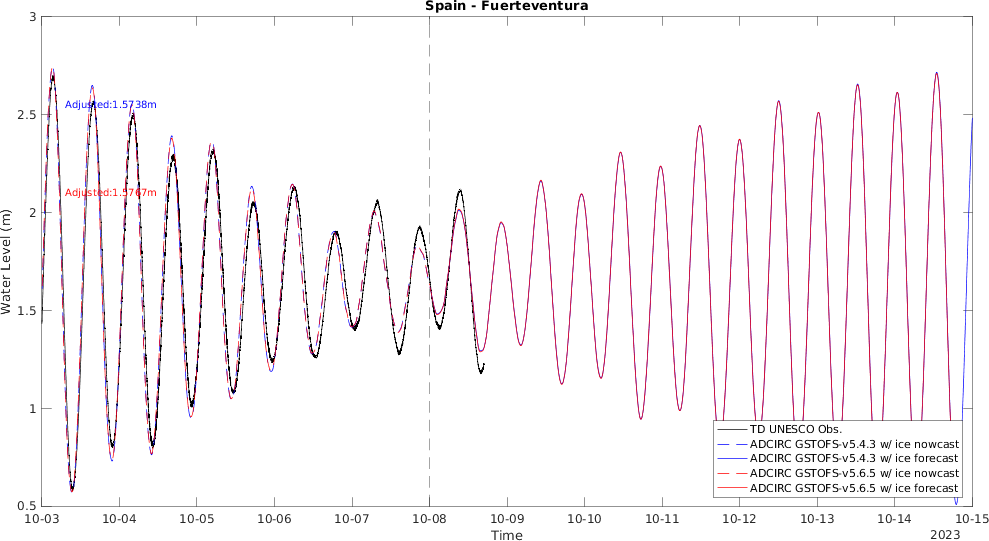 Spain - Fuerteventura
3
2.5
2
1.5
1
0.5
Water Level (m)
Adjusted:1.5738m
Adjusted:1.5767m
TD UNESCO Obs.
ADCIRC GSTOFS-v5.4.3 w/ ice nowcast
ADCIRC GSTOFS-v5.4.3 w/ ice forecast
ADCIRC GSTOFS-v5.6.5 w/ ice nowcast
ADCIRC GSTOFS-v5.6.5 w/ ice forecast
10-03 10-04 10-05 10-06 10-07 10-08 10-09 10-10 10-11 10-12 10-13 10-14 10-15
Time
2023